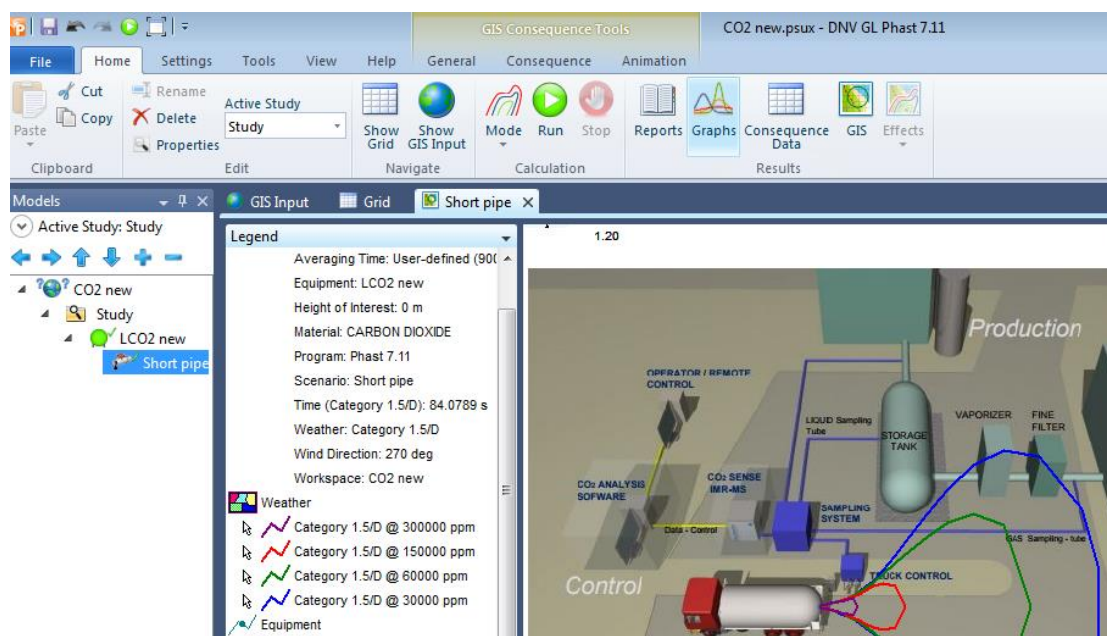 GIS Consequence Tools
CO2 new.psux - DNV GL Phast 7.11
File Home Settings Tools View Help General Consequence Animation
Paste
Cut
Copy
Clipboard
Rename
Delete
Properties
Active Study
Study
Edit
Show Grid
Show GIS Input
Navigate
Mode
Run
Stop
Calculation
Reports
Graphs
Consequence Data
GIS
Effects
Results
Models
Active Study: Study
CO2 new
Study
LCO2 new
Short pipe
GIS Input
Grid
Short pipe
Legend
Averaging Time: User-defined (900
Equipment: LCO2 new
Height of Interest: 0 m
Material: CARBON DIOXIDE
Program: Phast 7.11
Scenario: Short pipe
Time (Category 1.5/D): 84.0789 s
Weather: Category 1.5/D
Wind Direction: 270 deg
Workspace: CO2 new
Weather
Category 1.5/D @ 300000 ppm
Category 1.5/D @ 150000 ppm
Category 1.5/D @ 60000 ppm
Category 1.5/D @ 30000 ppm
Equipment
1.20
Production
OPERATOR / REMOTE
CONTROL
LIQUID Sampling
Tube
STORAGE
TANK
VAPORIZER
FINE
FILTER
CO2 ANALYSIS
SOFWARE
CO2 SENSE
IMR-MS
SAMPLING
SYSTEM
Data - Control
GAS Sampling - tube
Control
TRUCK CONTROL